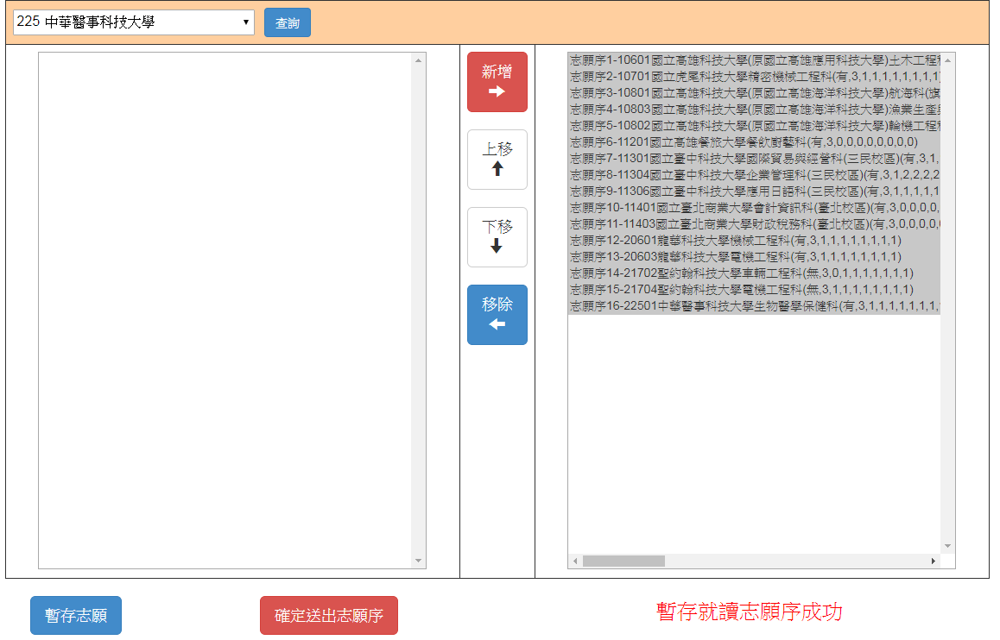 225 中華醫事科技大學
查詢
新增
上移
下移
移除
志願序1-10601國立高雄科技大學(原國立高雄應用科技大學)土木工程
志願序2-10701國立虎尾科技大學精密機械工程科(有,3,1,1,1,1,1,1,1,1)
志願序3-10801國立高雄科技大學(原國立高雄海洋科技大學)航海科(旗
志願序4-10803國立高雄科技大學(原國立高雄海洋科技大學)漁業生產
志願序5-10802國立高雄科技大學(原國立高雄海洋科技大學)輪機工程
志願序6-11201國立高雄餐旅大學餐飲廚藝科(有,3,0,0,0,0,0,0,0,0)
志願序7-11301國立臺中科技大學國際貿易與經營科(三民校區)(有,3,1,
志願序8-11304國立臺中科技大學企業管理科(三民校區)(有,3,1,2,2,2,2
志願序9-11306國立臺中科技大學應用日語科(三民校區)(有,3,1,1,1,1,1
志願序10-11401國立臺北商業大學會計資訊科(臺北校區)(有,3,0,0,0,0,
志願序11-11403國立臺北商業大學財政稅務科(臺北校區)(有,3,0,0,0,0,
志願序12-20601龍華科技大學機械工程科(有,3,1,1,1,1,1,1,1,1)
志願序13-20603龍華科技大學電機工程科(有,3,1,1,1,1,1,1,1,1)
志願序14-21702聖約翰科技大學車輛工程科(無,3,0,1,1,1,1,1,1,1)
志願序15-21704聖約翰科技大學電機工程科(無,3,1,1,1,1,1,1,1,1)
志願序16-22501中華醫事科技大學生物醫學保健科(有,3,1,1,1,1,1,1,1,
暫存志願
確定送出志願序
暫存就讀志願序成功